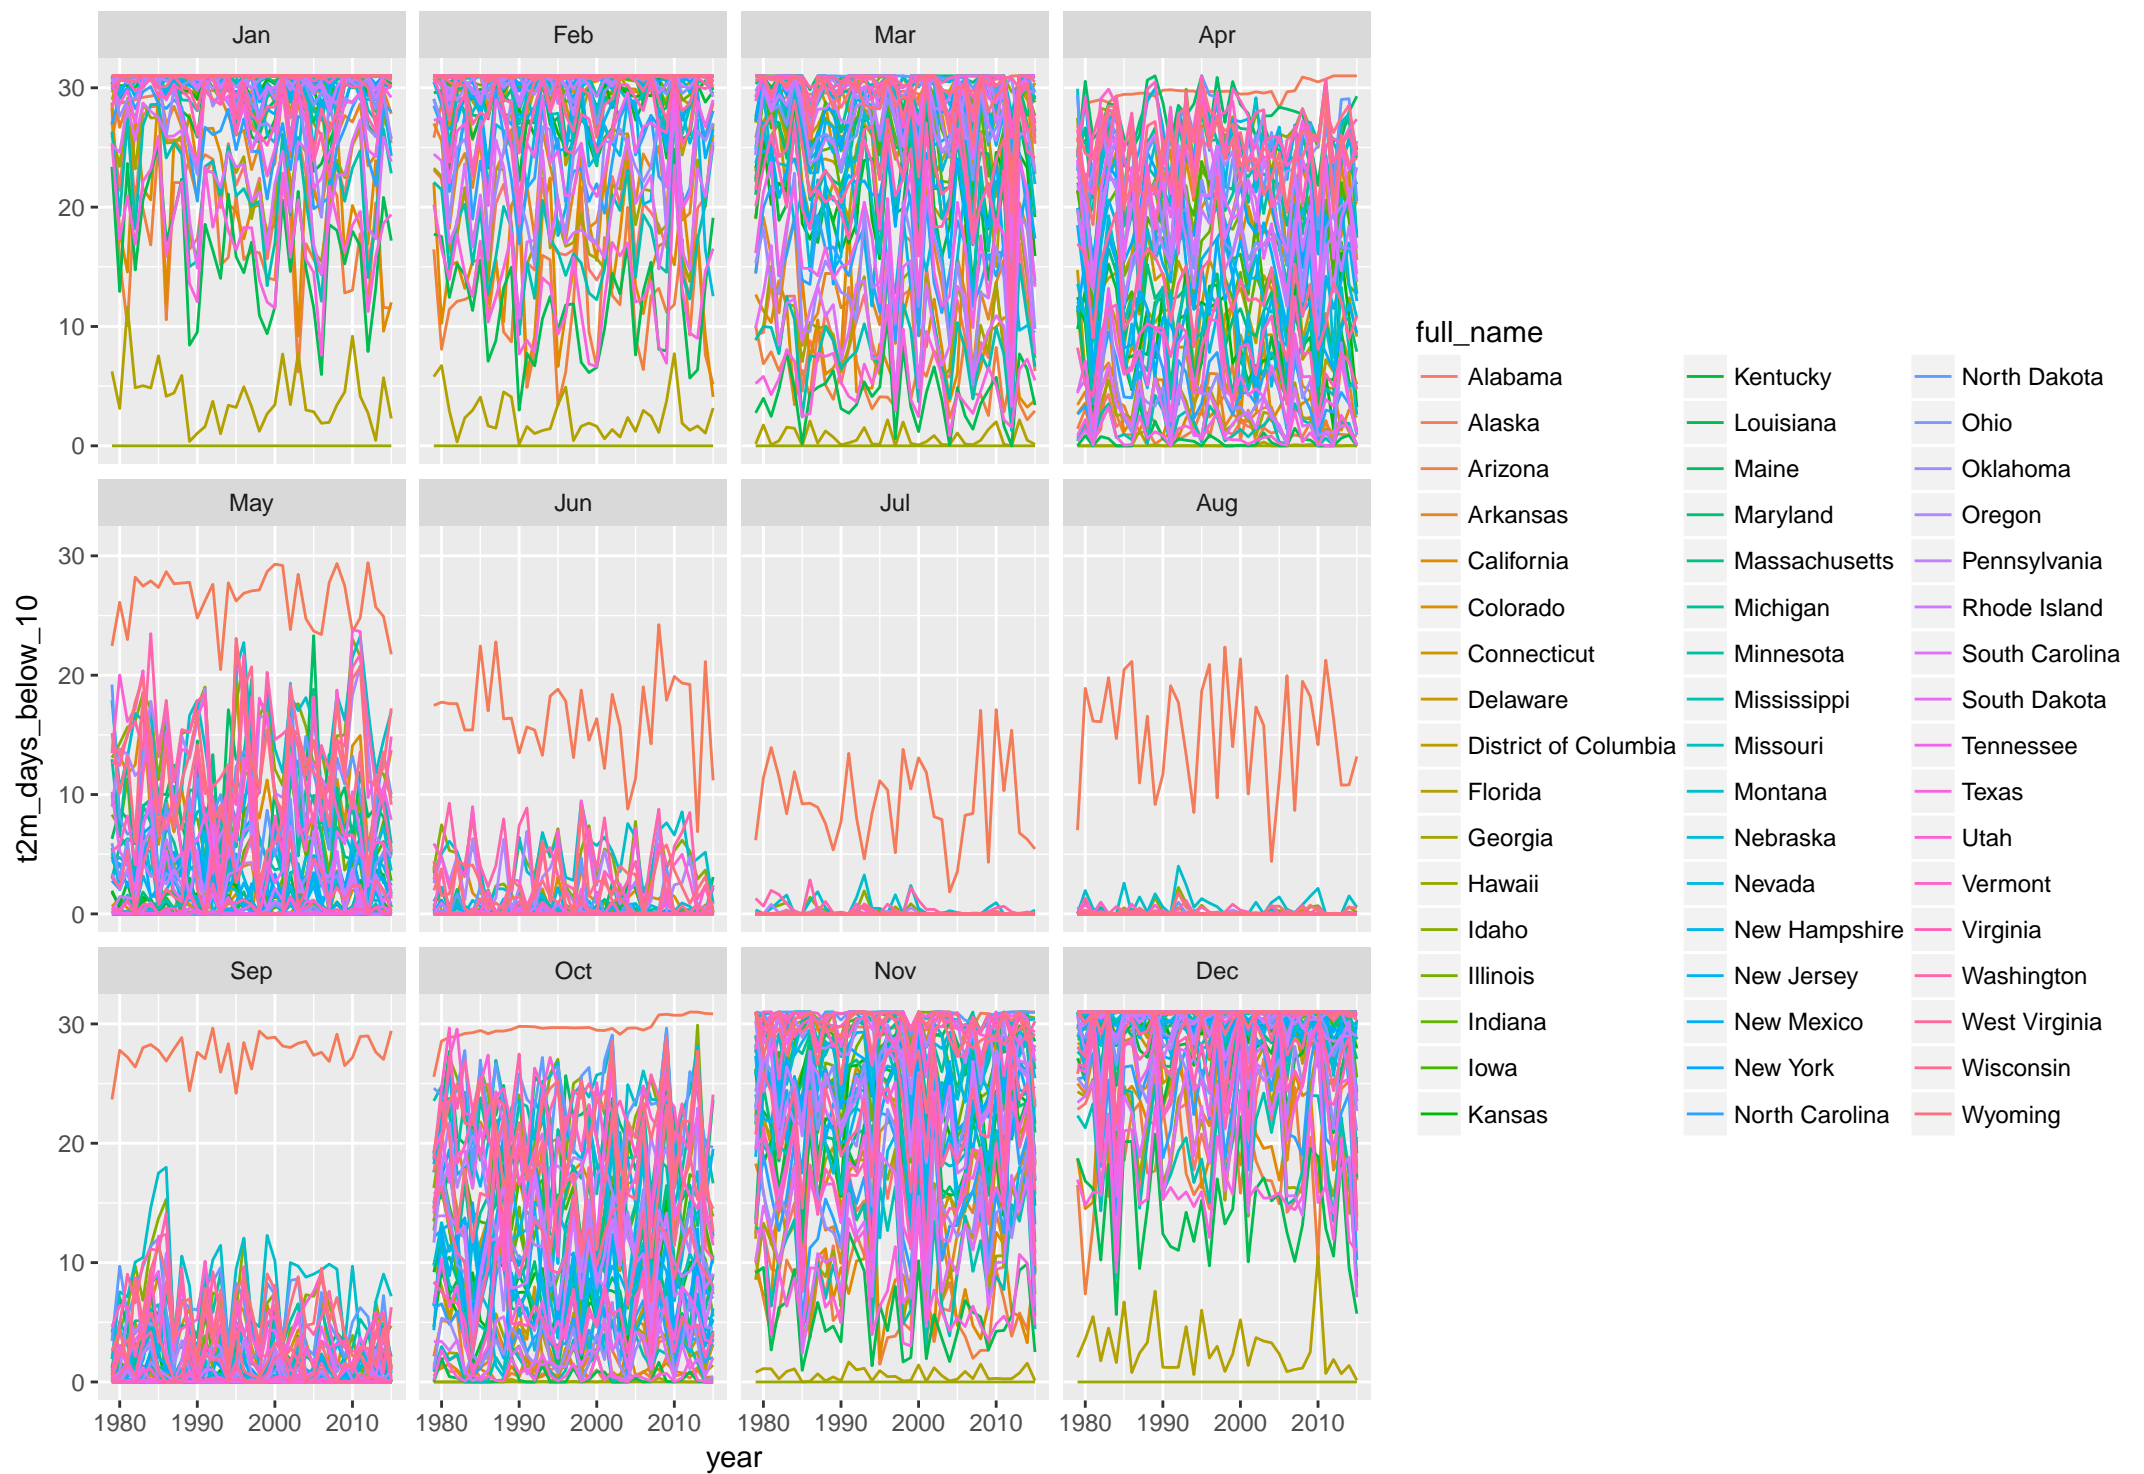 Jan Feb Mar Apr
30
20
10
0
May Jun Jul Aug
30
20
10
0
Sep Oct Nov Dec
30
20
10
0
1980 1990 2000 2010 1980 1990 2000 2010 1980 1990 2000 2010 1980 1990 2000 2010
year
t2m_days_below_10
full_name
Alabama
Alaska
Arizona
Arkansas
California
Colorado
Connecticut
Delaware
District of Columbia
Florida
Georgia
Hawaii
Idaho
Illinois
Indiana
Iowa
Kansas
Kentucky
Louisiana
Maine
Maryland
Massachusetts
Michigan
Minnesota
Mississippi
Missouri
Montana
Nebraska
Nevada
New Hampshire
New Jersey
New Mexico
New York
North Carolina
North Dakota
Ohio
Oklahoma
Oregon
Pennsylvania
Rhode Island
South Carolina
South Dakota
Tennessee
Texas
Utah
Vermont
Virginia
Washington
West Virginia
Wisconsin
Wyoming